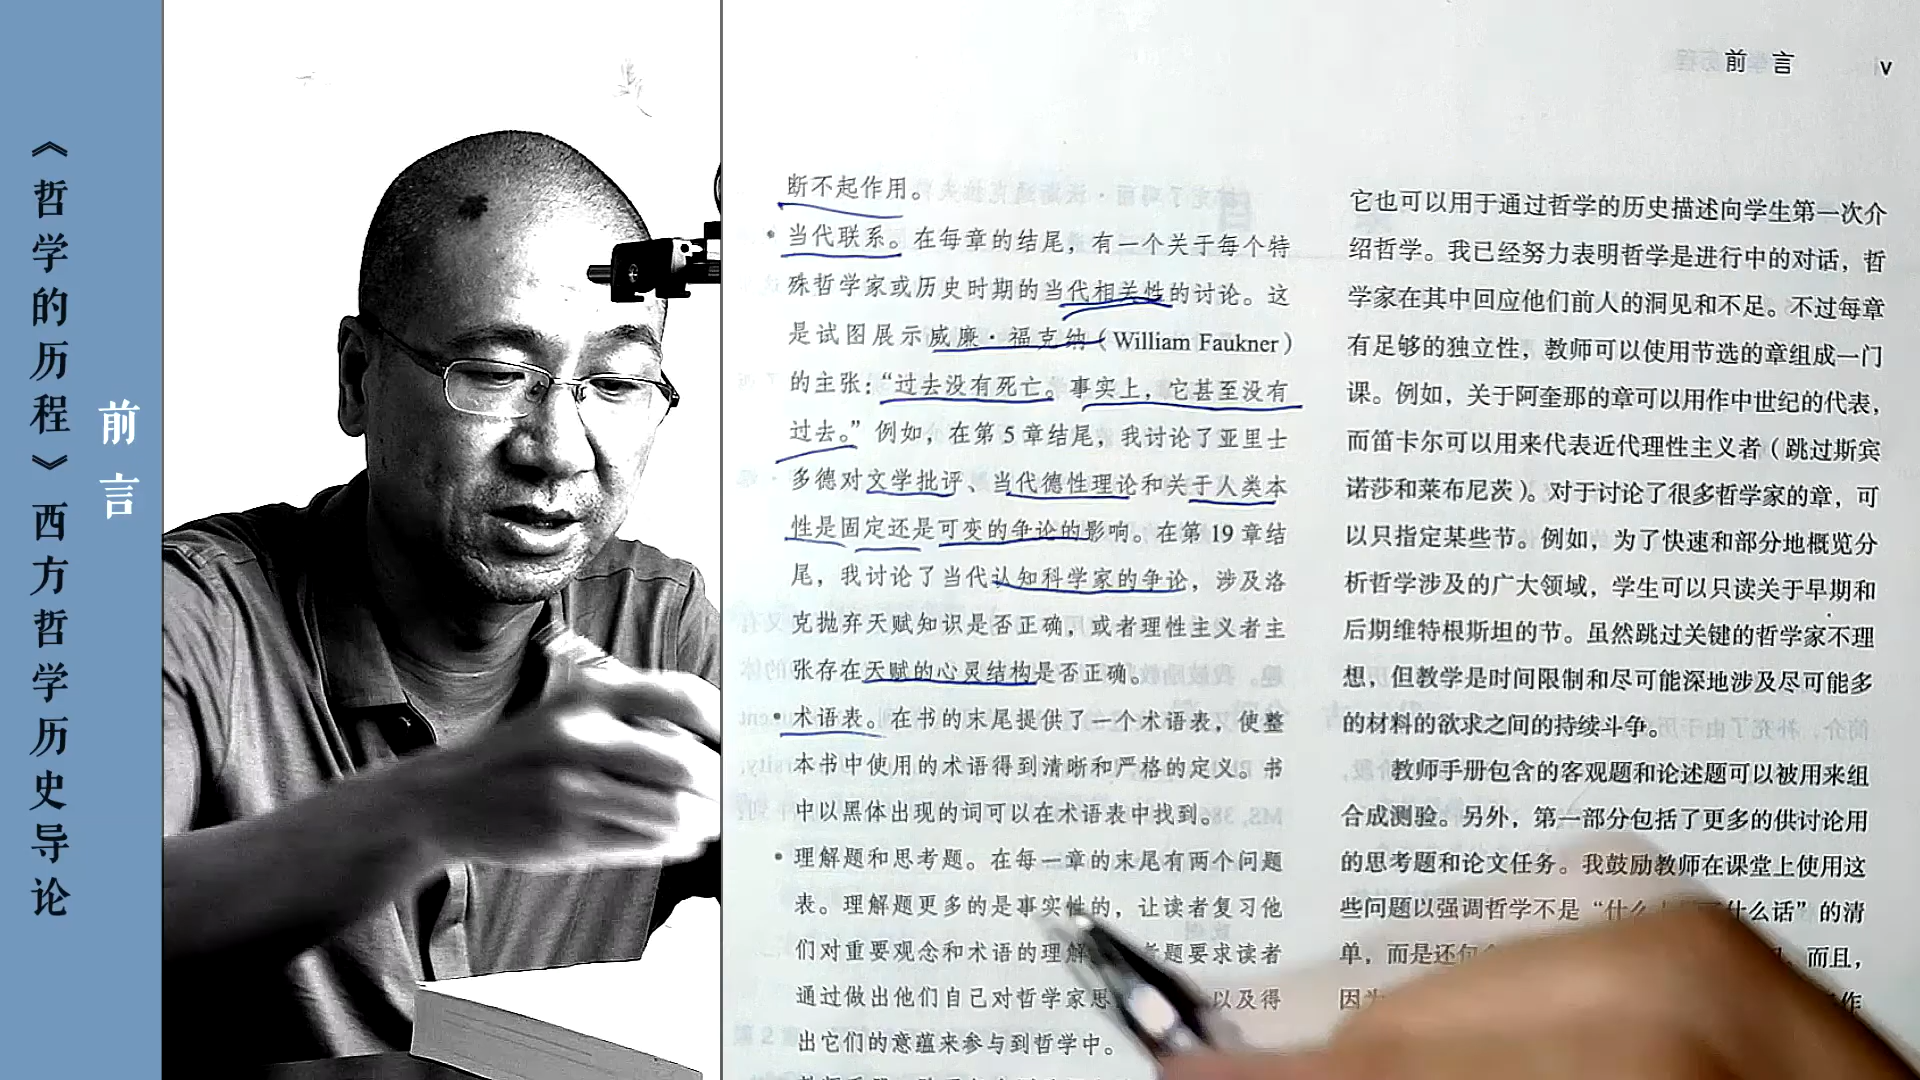 《哲学的历程》西方哲学历史导论
前言
前 言
v
断不起作用。
• 当代联系。在每章的结尾，有一个关于每个特
殊哲学家或历史时期的当代相关性的讨论。这
是试图展示威廉·福克纳（William Faukner）
的主张：“过去没有死亡。事实上，它甚至没有
过去。”例如，在第 5 章结尾，我讨论了亚里士
多德对文学批评、当代德性理论和关于人类本
性是固定还是可变的争论的影响。在第 19 章结
尾，我讨论了当代认知科学家的争论，涉及洛
克抛弃天赋知识是否正确，或者理性主义者主
张存在天赋的心灵结构是否正确。
• 术语表。在书的末尾提供了一个术语表，使整
本书中使用的术语得到清晰和严格的定义。书
中以黑体出现的词可以在术语表中找到。
• 理解题和思考题。在每一章的末尾有两个问题
表。理解题更多的是事实性的，让读者复习他
们对重要观念和术语的理解 考题要求读者
通过做出他们自己对哲学家思 以及得
出它们的意蕴来参与到哲学中。
它也可以用于通过哲学的历史描述向学生第一次介
绍哲学。我已经努力表明哲学是进行中的对话，哲
学家在其中回应他们前人的洞见和不足。不过每章
有足够的独立性，教师可以使用节选的章组成一门
课。例如，关于阿奎那的章可以用作中世纪的代表，
而笛卡尔可以用来代表近代理性主义者（跳过斯宾
诺莎和莱布尼茨）。对于讨论了很多哲学家的章，可
以只指定某些节。例如，为了快速和部分地概览分
析哲学涉及的广大领域，学生可以只读关于早期和
后期维特根斯坦的节。虽然跳过关键的哲学家不理
想，但教学是时间限制和尽可能深地涉及尽可能多
的材料的欲求之间的持续斗争。
教师手册包含的客观题和论述题可以被用来组
合成测验。另外，第一部分包括了更多的供讨论用
的思考题和论文任务。我鼓励教师在课堂上使用这
些问题以强调哲学不是“什么 什么话”的清
单，而是还 而且，
因为 作